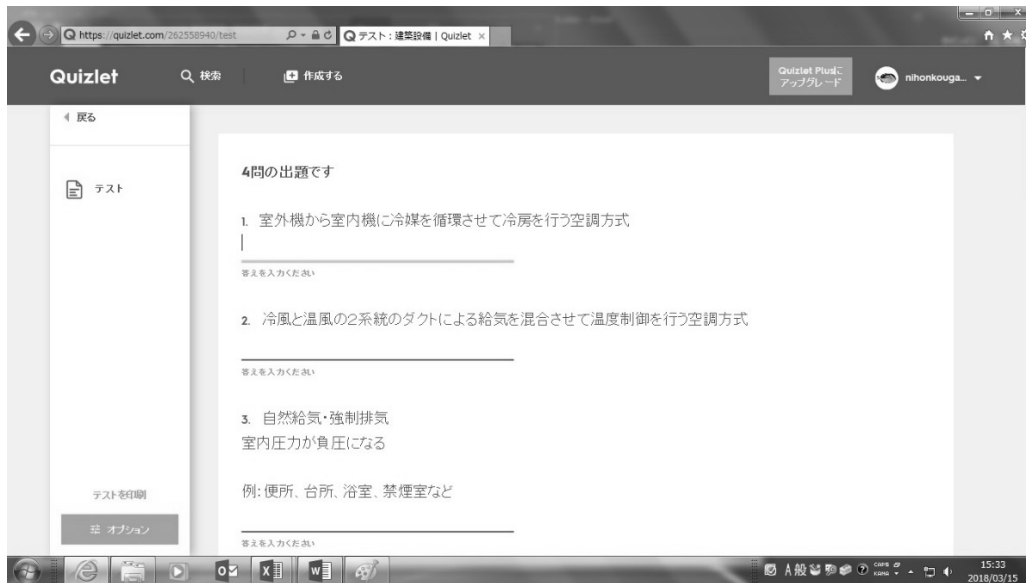 https://quizlet.com/262558940/test
テスト : 建築設備 | Quizlet
Quizlet
検索
作成する
Quizlet Plusに
アップグレード
nihonkouga...
戻る
テスト
テストを印刷
オプション
4問の出題です
1. 室外機から室内機に冷媒を循環させて冷房を行う空調方式
答えを入力ください
2. 冷風と温風の2系統のダクトによる給気を混合させて温度制御を行う空調方式
答えを入力ください
3. 自然給気・強制排気
室内圧力が負圧になる
例: 便所、台所、浴室、禁煙室など
答えを入力ください
A 般
CAPS
KANA
15:33
2018/03/15